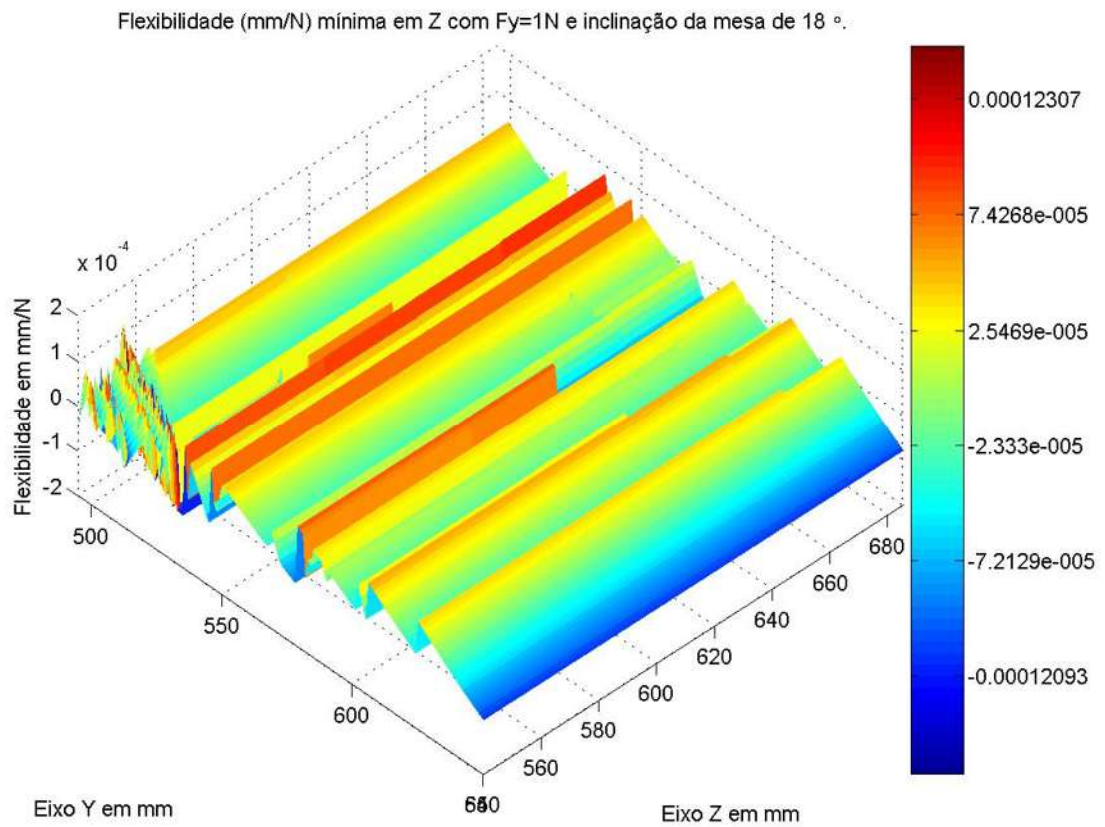 Flexibilidade (mm/N) mínima em Z com Fy=1N e inclinação da mesa de 18 °.
x 10^-4
Flexibilidade em mm/N
2
1
0
-1
-2
500
550
600
560
580
600
620
640
660
680
Eixo Y em mm
Eixo Z em mm
0.00012307
7.4268e-005
2.5469e-005
-2.333e-005
-7.2129e-005
-0.00012093